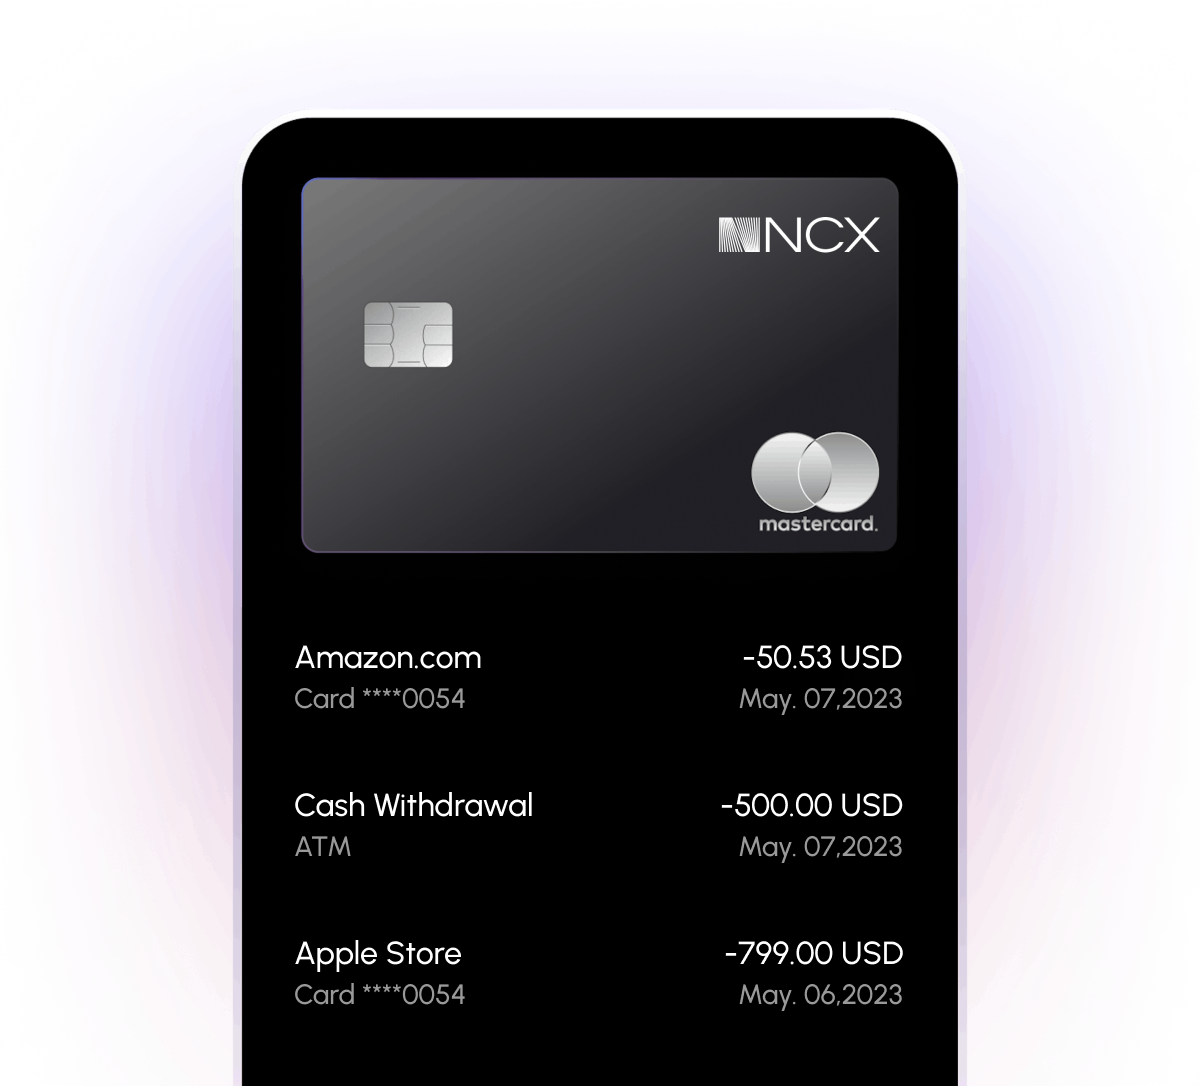 NCX
mastercard.
Amazon.com -50.53 USD
Card ****0054 May. 07,2023
Cash Withdrawal -500.00 USD
ATM May. 07,2023
Apple Store -799.00 USD
Card ****0054 May. 06,2023